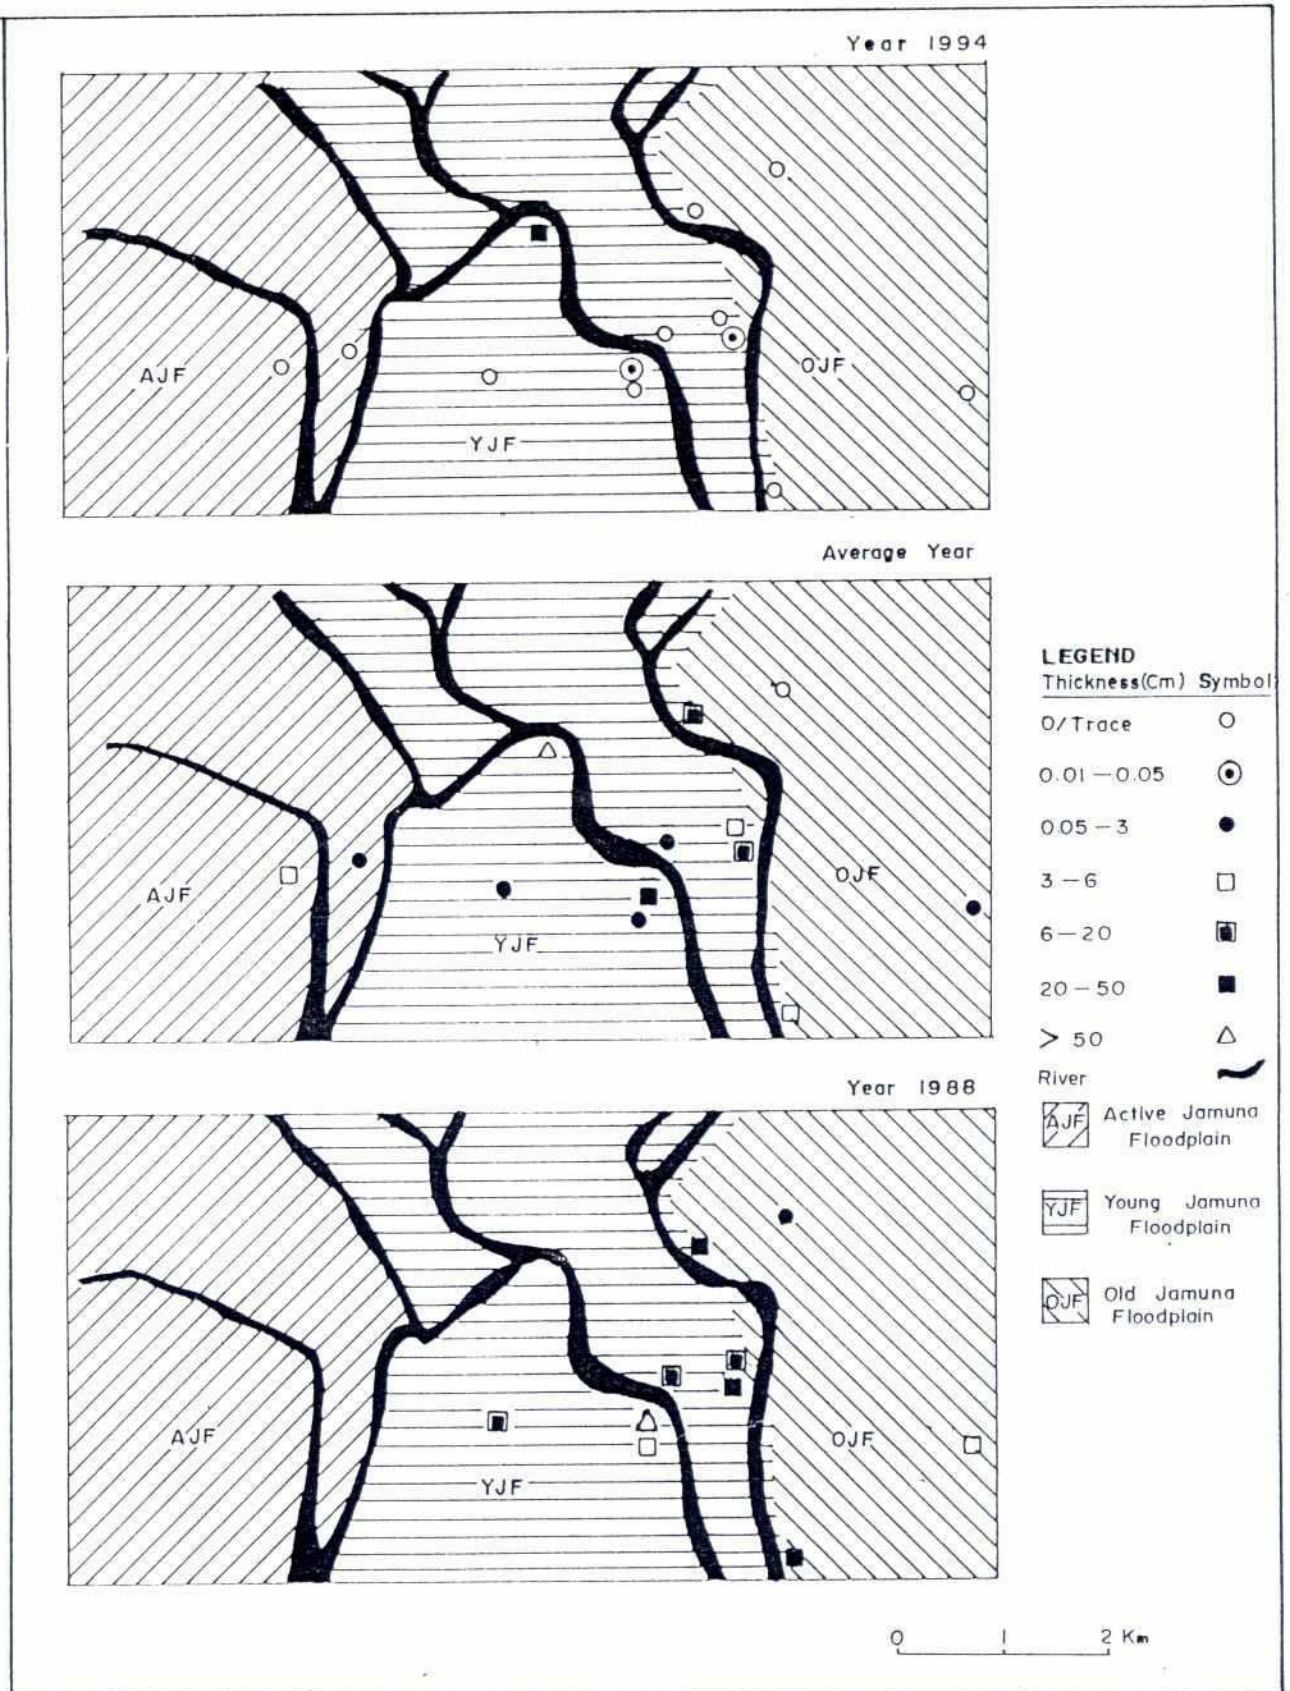 Year 1994
AJF
YJF
OJF
Average Year
AJF
YJF
OJF
Year 1988
AJF
YJF
OJF
LEGEND
Thickness(Cm) Symbol
0/Trace
0.01-0.05
0.05-3
3-6
6-20
20-50
> 50
River
AJF Active Jamuna
Floodplain
YJF Young Jamuna
Floodplain
OJF Old Jamuna
Floodplain
0 1 2 Km